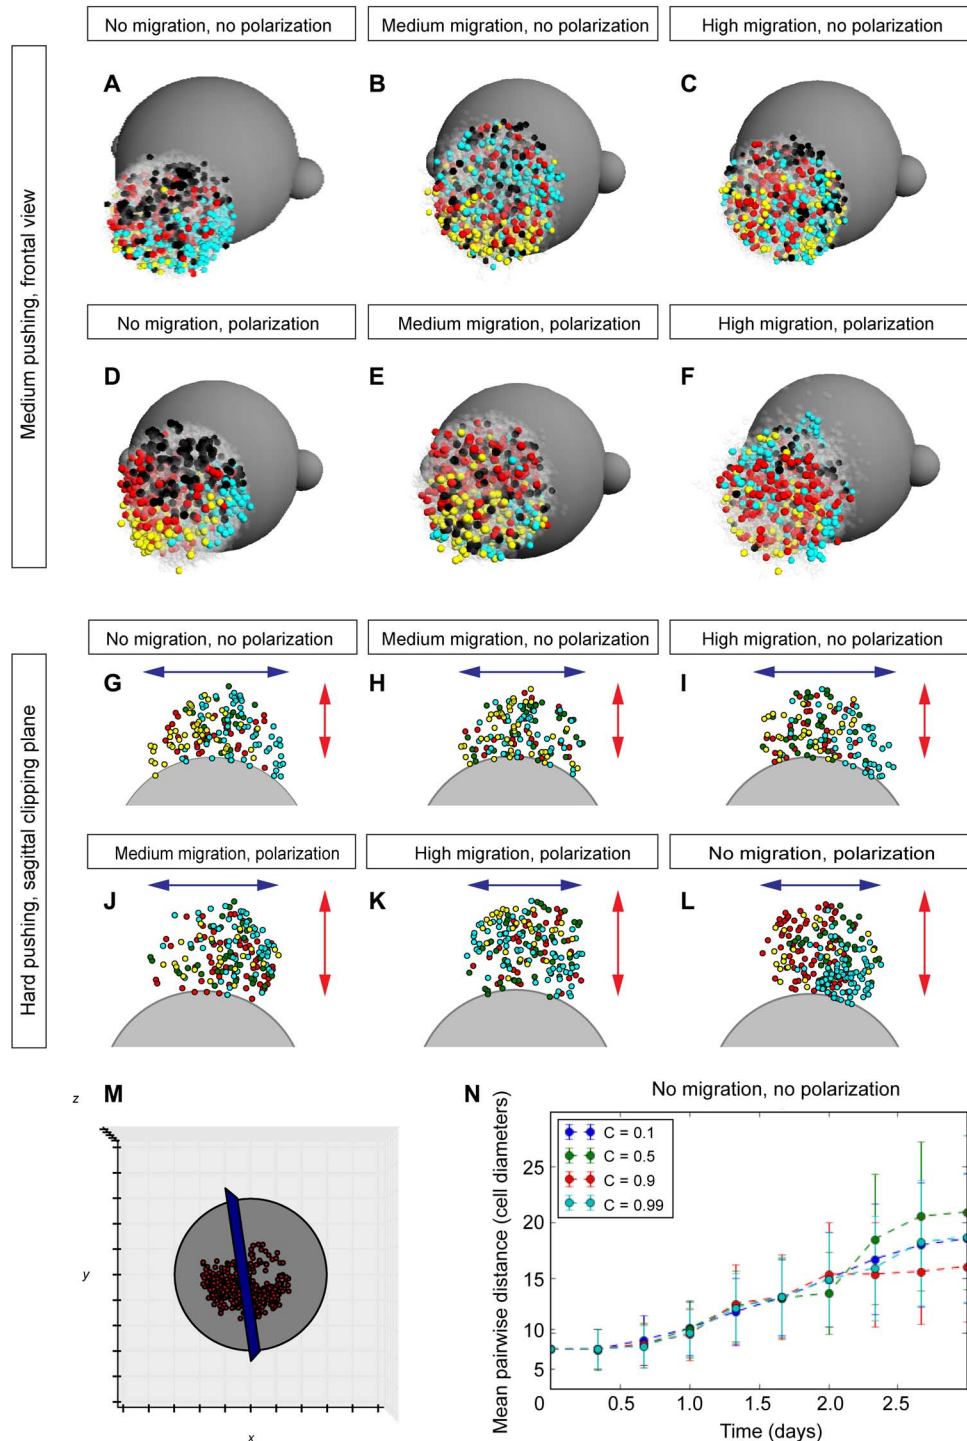 No migration, no polarization
Medium migration, no polarization
High migration, no polarization
Medium pushing, frontal view
A
B
C
No migration, polarization
Medium migration, polarization
High migration, polarization
D
E
F
Hard pushing, sagittal clipping plane
No migration, no polarization
Medium migration, no polarization
High migration, no polarization
G
H
I
Medium migration, polarization
High migration, polarization
No migration, polarization
J
K
L
M
z
y
x
N
No migration, no polarization
Mean pairwise distance (cell diameters)
C = 0.1
C = 0.5
C = 0.9
C = 0.99
25
20
15
10
5
0
0.5
1.0
1.5
2.0
2.5
Time (days)